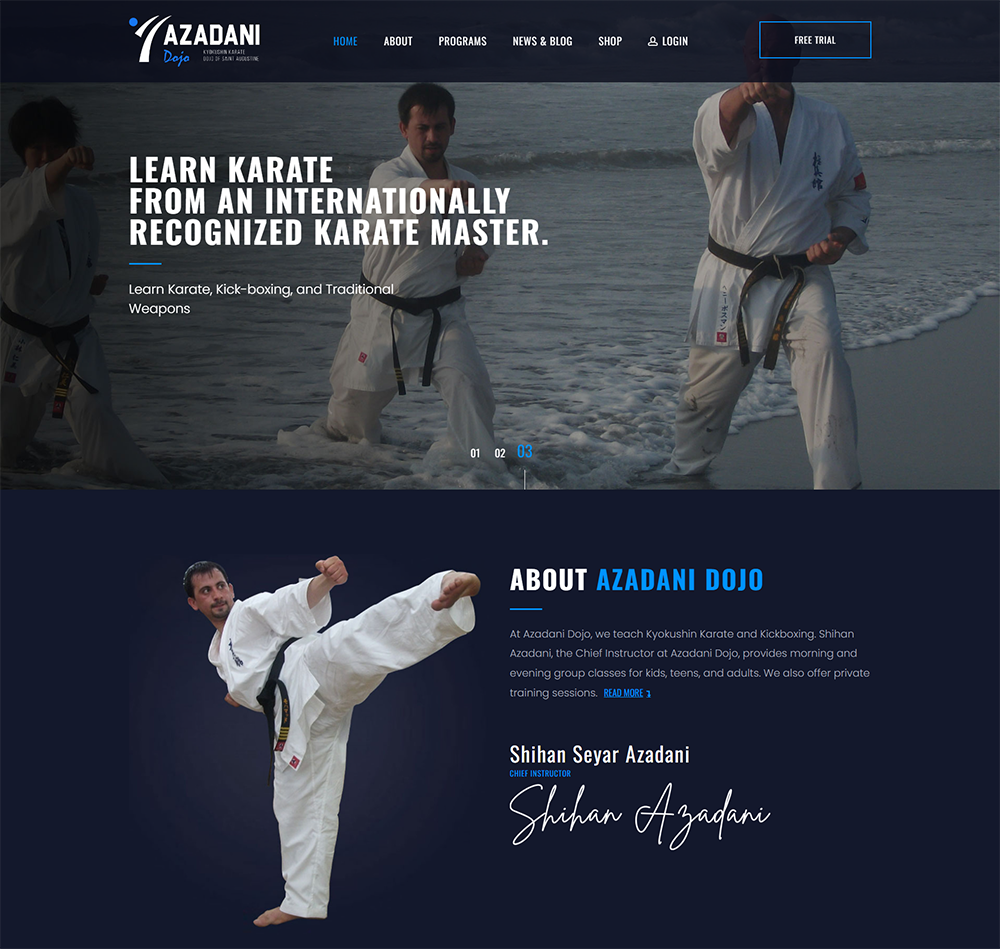 AZADANI
Dojo
KYOKUSHIN KARATE
DOJO OF SAINT AUGUSTINE
HOME ABOUT PROGRAMS NEWS & BLOG SHOP LOGIN FREE TRIAL
LEARN KARATE
FROM AN INTERNATIONALLY
RECOGNIZED KARATE MASTER.
Learn Karate, Kick-boxing, and Traditional
Weapons
極真館
01 02 03
ABOUT AZADANI DOJO
At Azadani Dojo, we teach Kyokushin Karate and Kickboxing. Shihan
Azadani, the Chief Instructor at Azadani Dojo, provides morning and
evening group classes for kids, teens, and adults. We also offer private
training sessions. READ MORE
Shihan Seyar Azadani
CHIEF INSTRUCTOR
Shihan Azadani